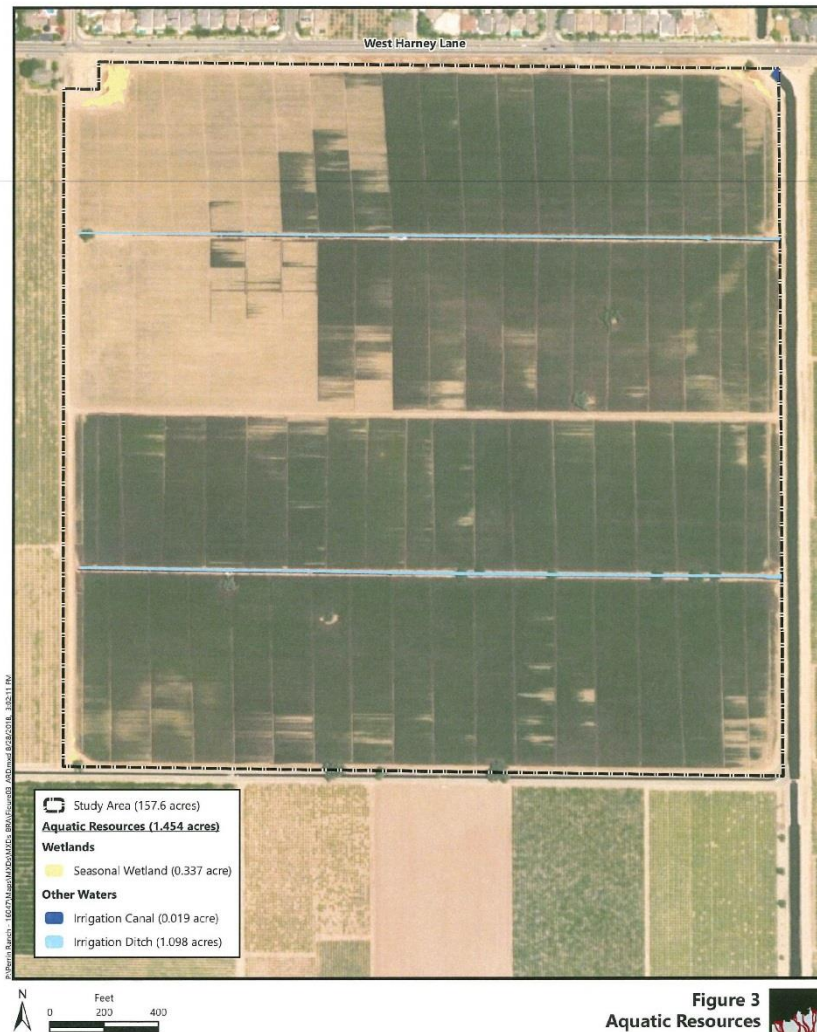 West Harney Lane
Study Area (157.6 acres)
Aquatic Resources (1.454 acres)
Wetlands
Seasonal Wetland (0.337 acre)
Other Waters
Irrigation Canal (0.019 acre)
Irrigation Ditch (1.098 acres)
N
Feet
0 200 400
Figure 3
Aquatic Resources